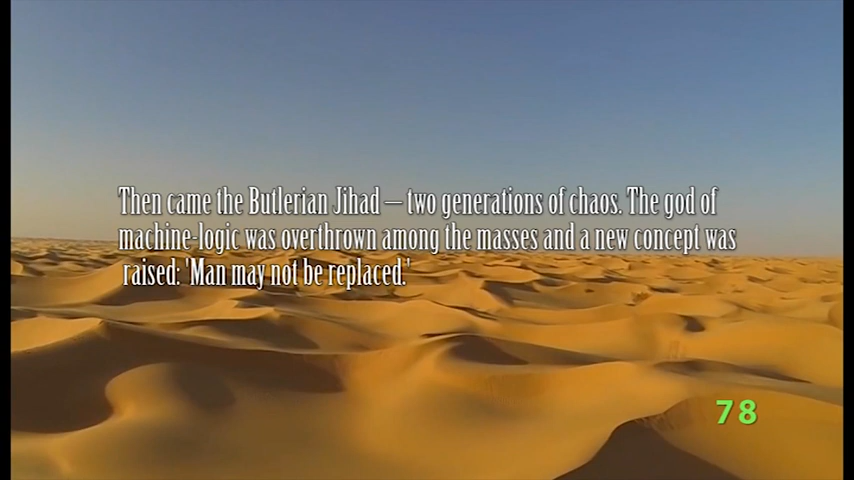 Then came the Butlerian Jihad — two generations of chaos. The god of
machine-logic was overthrown among the masses and a new concept was
raised: 'Man may not be replaced.'
78